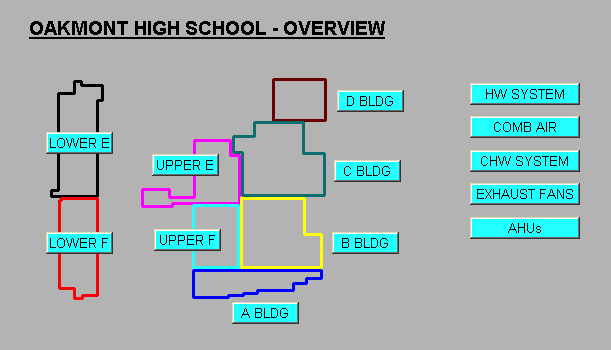 OAKMONT HIGH SCHOOL - OVERVIEW
D BLDG
HW SYSTEM
COMB AIR
LOWER E
UPPER E
C BLDG
CHW SYSTEM
EXHAUST FANS
AHUs
LOWER F
UPPER F
B BLDG
A BLDG